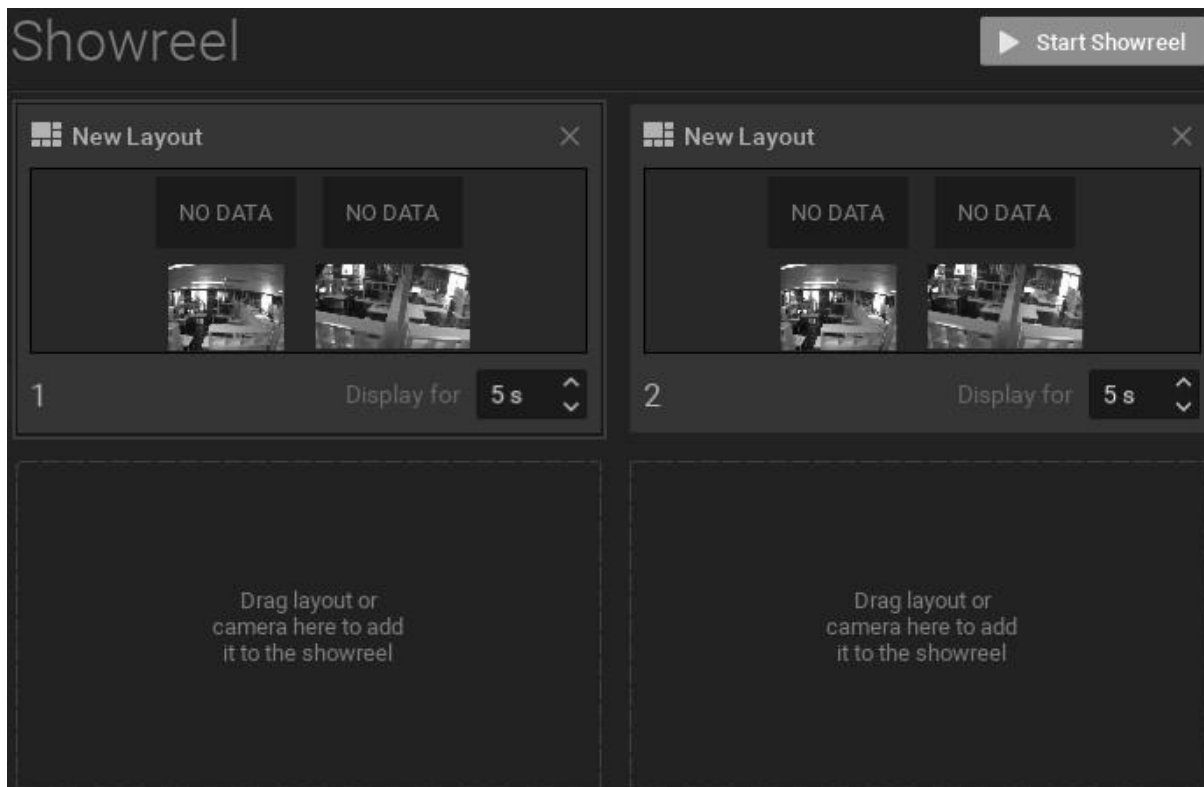 Showreel
Start Showreel
New Layout
NO DATA NO DATA
1 Display for 5 s
New Layout
NO DATA NO DATA
2 Display for 5 s
Drag layout or
camera here to add
it to the showreel
Drag layout or
camera here to add
it to the showreel